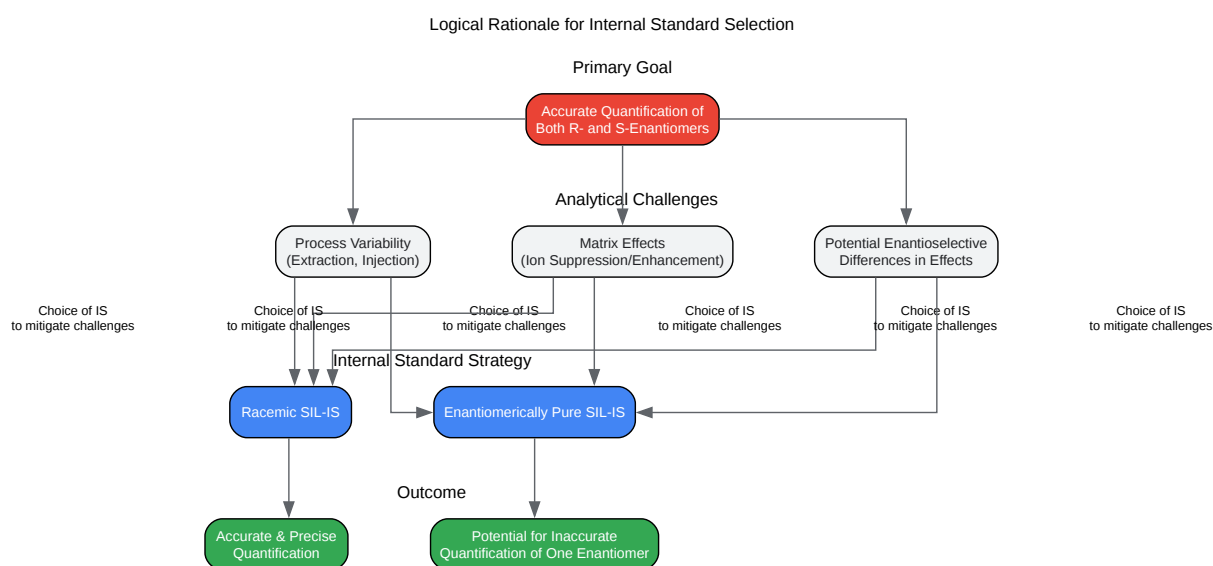 Logical Rationale for Internal Standard Selection
Primary Goal
Accurate Quantification of
Both R- and S-Enantiomers
Analytical Challenges
Process Variability
(Extraction, Injection)
Matrix Effects
(Ion Suppression/Enhancement)
Potential Enantioselective
Differences in Effects
Choice of IS
to mitigate challenges
Choice of IS
to mitigate challenges
Choice of IS
to mitigate challenges
Choice of IS
to mitigate challenges
Choice of IS
to mitigate challenges
Choice of IS
to mitigate challenges
Internal Standard Strategy
Racemic SIL-IS
Enantiomerically Pure SIL-IS
Outcome
Accurate & Precise
Quantification
Potential for Inaccurate
Quantification of One Enantiomer